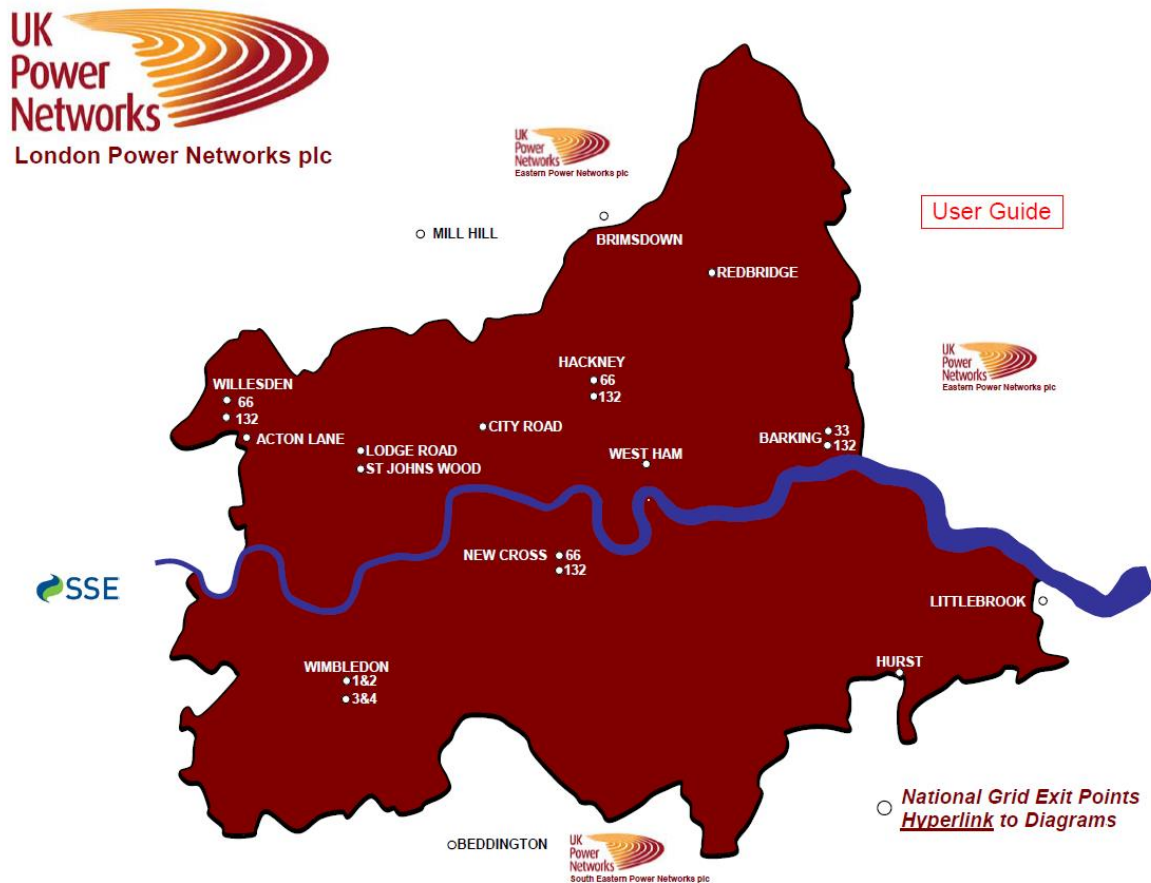 UK
Power
Networks
London Power Networks plc
UK
Power
Networks
Eastern Power Networks plc
User Guide
MILL HILL
BRIMSDOWN
REDBRIDGE
UK
Power
Networks
Eastern Power Networks plc
HACKNEY
66
132
WILLESDEN
66
132
ACTON LANE
CITY ROAD
LODGE ROAD
ST JOHNS WOOD
WEST HAM
BARKING
33
132
NEW CROSS
66
132
SSE
LITTLEBROOK
WIMBLEDON
1&2
3&4
HURST
National Grid Exit Points
Hyperlink to Diagrams
BEDDINGTON
UK
Power
Networks
South Eastern Power Networks plc